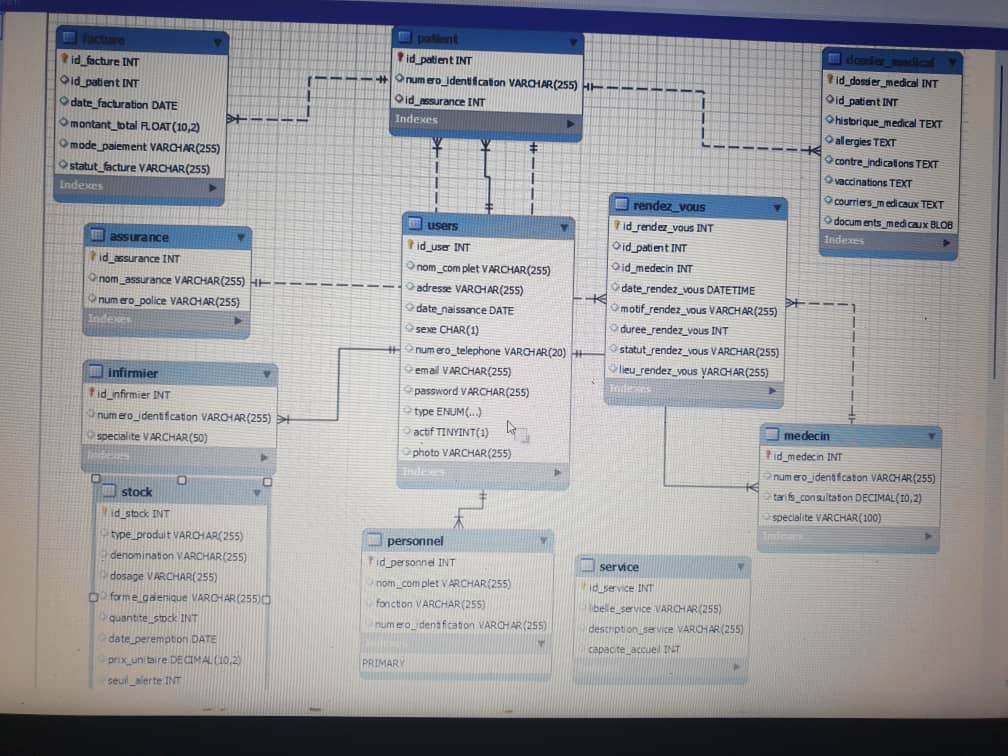 facture
id_facture INT
id_patient INT
date_facturation DATE
montant_total FLOAT(10,2)
mode_paiement VARCHAR(255)
statut_facture VARCHAR(255)
Indexes
patient
id_patient INT
numero_identification VARCHAR(255)
id_assurance INT
Indexes
dossier_medical
id_dossier_medical INT
id_patient INT
historique_medical TEXT
allergies TEXT
contre_indications TEXT
vaccinations TEXT
courriers_medicaux TEXT
documents_medicaux BLOB
Indexes
assurance
id_assurance INT
nom_assurance VARCHAR(255)
numero_police VARCHAR(255)
Indexes
users
id_user INT
nom_complet VARCHAR(255)
adresse VARCHAR(255)
date_naissance DATE
sexe CHAR(1)
numero_telephone VARCHAR(20)
email VARCHAR(255)
password VARCHAR(255)
type ENUM(...)
actif TINYINT(1)
photo VARCHAR(255)
Indexes
rendez_vous
id_rendez_vous INT
id_patient INT
id_medecin INT
date_rendez_vous DATETIME
motif_rendez_vous VARCHAR(255)
duree_rendez_vous INT
statut_rendez_vous VARCHAR(255)
lieu_rendez_vous VARCHAR(255)
Indexes
infirmier
id_infirmier INT
numero_identification VARCHAR(255)
specialite VARCHAR(50)
Indexes
medecin
id_medecin INT
numero_identification VARCHAR(255)
tarifs_consultation DECIMAL(10,2)
specialite VARCHAR(100)
Indexes
stock
id_stock INT
type_produit VARCHAR(255)
denomination VARCHAR(255)
dosage VARCHAR(255)
forme_galenique VARCHAR(255)
quantite_stock INT
date_peremption DATE
prix_unitaire DECIMAL(10,2)
seuil_alerte INT
personnel
id_personnel INT
nom_complet VARCHAR(255)
fonction VARCHAR(255)
numero_identification VARCHAR(255)
Indexes
PRIMARY
service
id_service INT
libelle_service VARCHAR(255)
description_service VARCHAR(255)
capacite_accueil INT